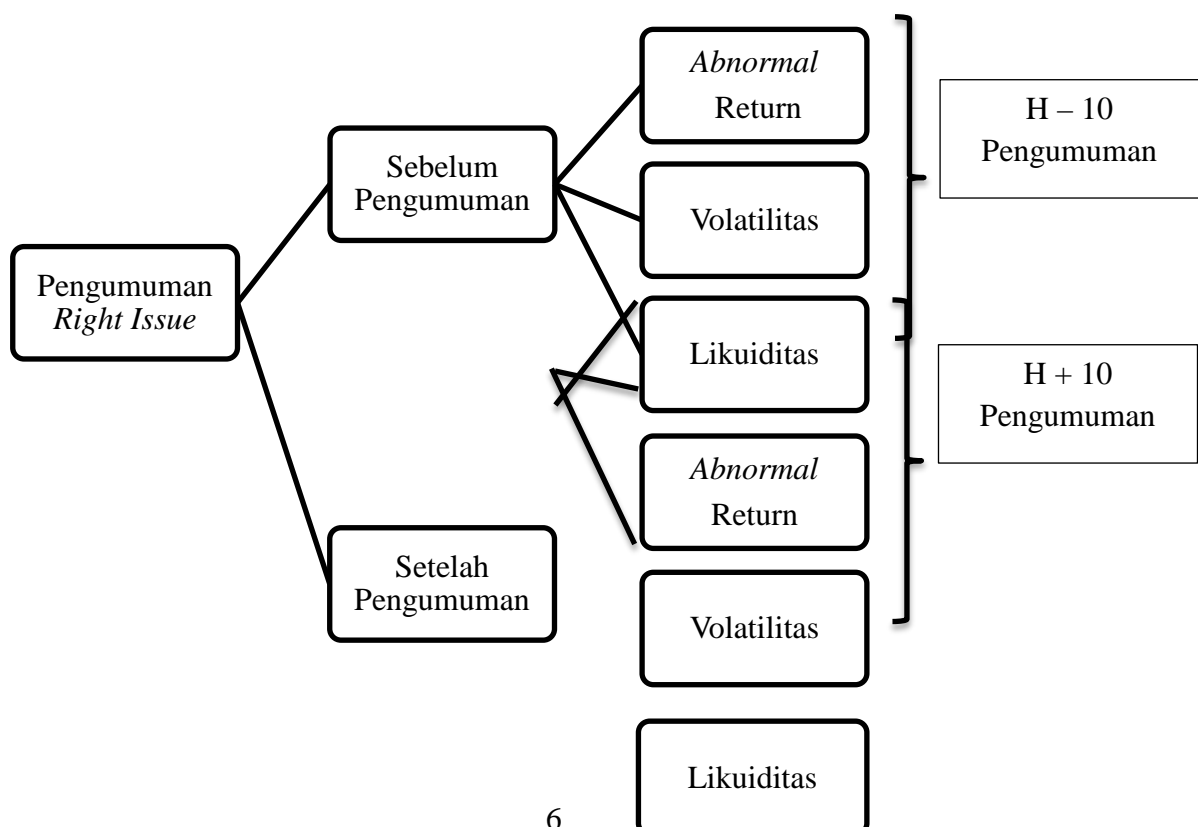 Pengumuman
Right Issue
Sebelum
Pengumuman
Setelah
Pengumuman
Abnormal
Return
Volatilitas
Likuiditas
Abnormal
Return
Volatilitas
Likuiditas
H – 10
Pengumuman
H + 10
Pengumuman
6